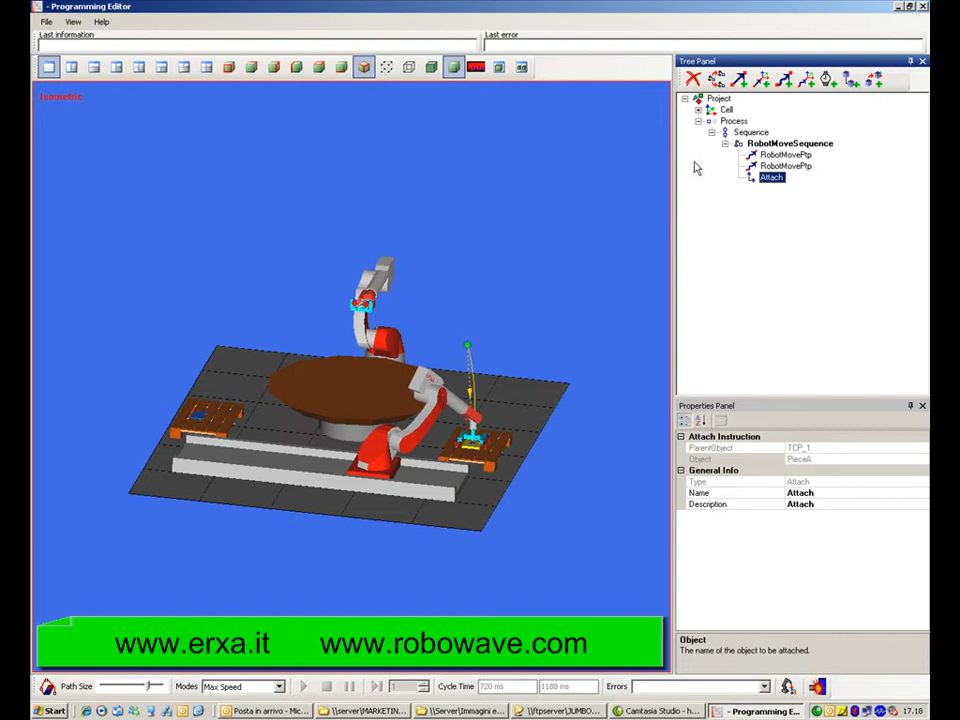 - Programming Editor
File View Help
Last information
Last error
Isometric
Tree Panel
Project
Cell
Process
Sequence
RobotMoveSequence
RobotMovePtp
RobotMovePtp
Attach
Properties Panel
Attach Instruction
ParentObject TCP_1
Object PieceA
General Info
Type Attach
Name Attach
Description Attach
Object
The name of the object to be attached.
www.erxa.it www.robowave.com
Path Size Modes Max Speed 1 Cycle Time 720 ms 1188 ms Errors
Start Posta in arrivo - Mic... \\server\MARKETIN... \\Server\Immagini e... \\ftpserver\JUMBO... Camtasia Studio - h... - Programming E... 17.18